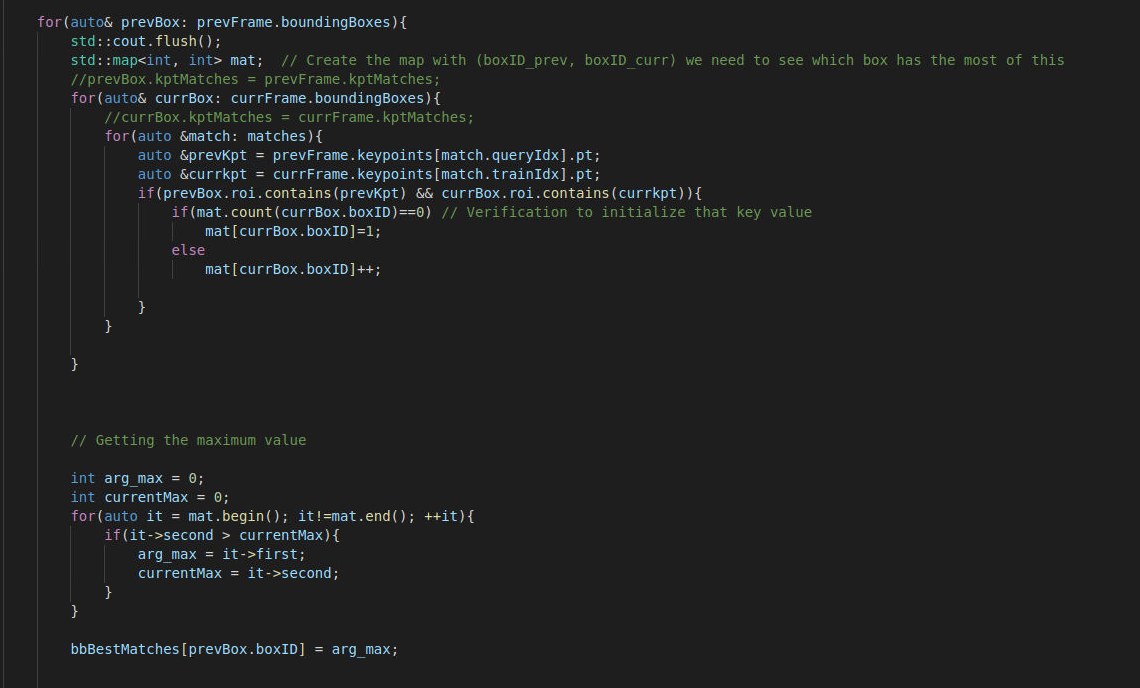 for(auto& prevBox: prevFrame.boundingBoxes){
    std::cout.flush();
    std::map<int, int> mat;  // Create the map with (boxID_prev, boxID_curr) we need to see which box has the most of this
    //prevBox.kptMatches = prevFrame.kptMatches;
    for(auto& currBox: currFrame.boundingBoxes){
        //currBox.kptMatches = currFrame.kptMatches;
        for(auto &match: matches){
            auto &prevKpt = prevFrame.keypoints[match.queryIdx].pt;
            auto &currkpt = currFrame.keypoints[match.trainIdx].pt;
            if(prevBox.roi.contains(prevKpt) && currBox.roi.contains(currkpt)){
                if(mat.count(currBox.boxID)==0) // Verification to initialize that key value
                    mat[currBox.boxID]=1;
                else
                    mat[currBox.boxID]++;
            }
        }
    }
    // Getting the maximum value
    int arg_max = 0;
    int currentMax = 0;
    for(auto it = mat.begin(); it!=mat.end(); ++it){
        if(it->second > currentMax){
            arg_max = it->first;
            currentMax = it->second;
        }
    }
    bbBestMatches[prevBox.boxID] = arg_max;